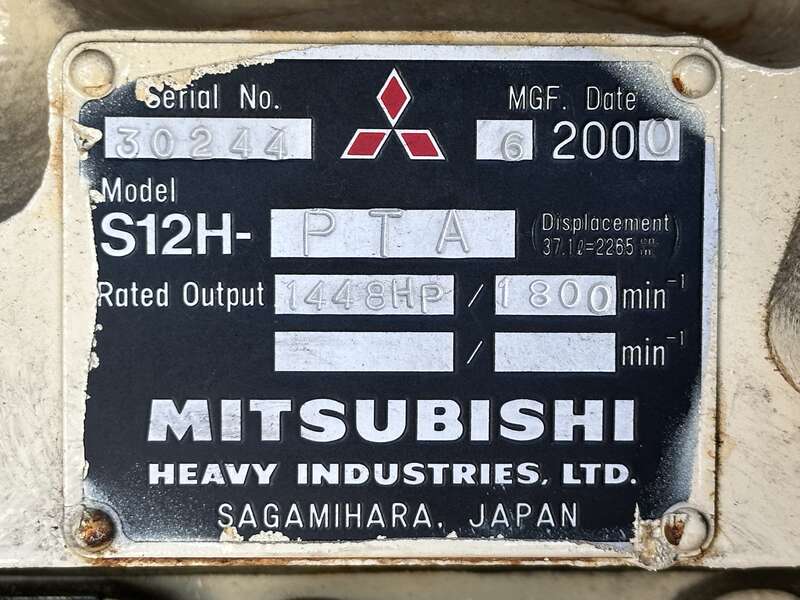 Serial No. MGF. Date
30244 6 2000
Model
S12H- PTA (Displacement
37.1ℓ=2265 cu in)
Rated Output 1448HP / 1800 min⁻¹
/ min⁻¹
MITSUBISHI
HEAVY INDUSTRIES, LTD.
SAGAMIHARA, JAPAN